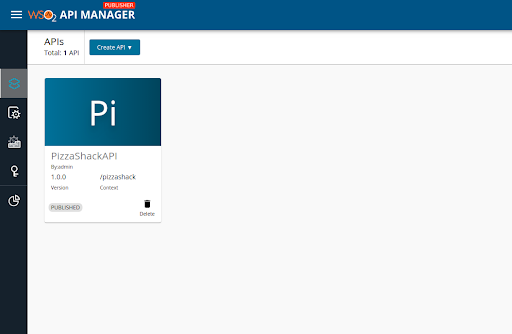 PUBLISHER
WSO2 API MANAGER
APIs
Total: 1 API
Create API ▼
Pi
PizzaShackAPI
By:admin
1.0.0 /pizzashack
Version Context
PUBLISHED
Delete